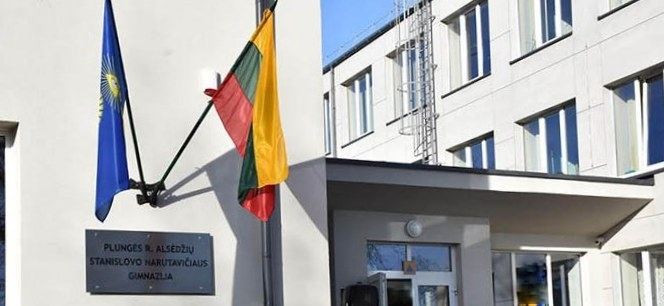 PLUNGĖS R. ALSĖDŽIŲ
STANISLOVO NARUTAVIČIAUS
GIMNAZIJA